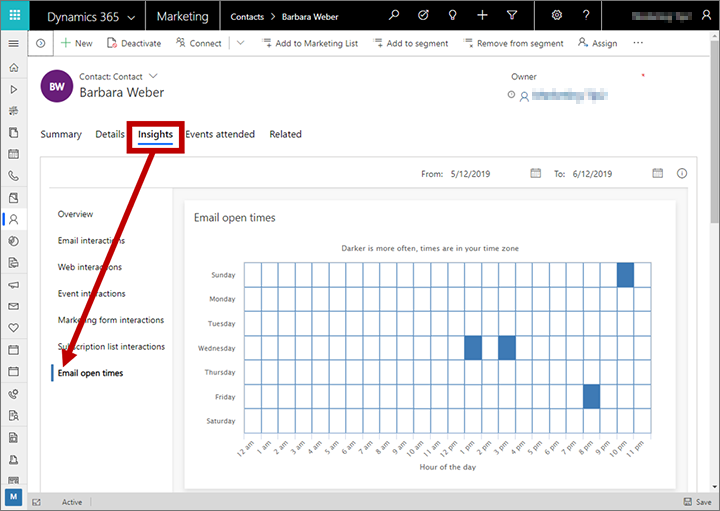 Dynamics 365 Marketing Contacts > Barbara Weber
New Deactivate Connect Add to Marketing List Add to segment Remove from segment Assign ...
BW
Contact: Contact
Barbara Weber
Owner
*
Summary Details Insights Events attended Related
From: 5/12/2019 To: 6/12/2019
Overview
Email interactions
Web interactions
Event interactions
Marketing form interactions
Subscription list interactions
Email open times
Email open times
Darker is more often, times are in your time zone
Sunday
Monday
Tuesday
Wednesday
Thursday
Friday
Saturday
12 am 1 am 2 am 3 am 4 am 5 am 6 am 7 am 8 am 9 am 10 am 11 am 12 pm 1 pm 2 pm 3 pm 4 pm 5 pm 6 pm 7 pm 8 pm 9 pm 10 pm 11 pm
Hour of the day
M
Active
Save